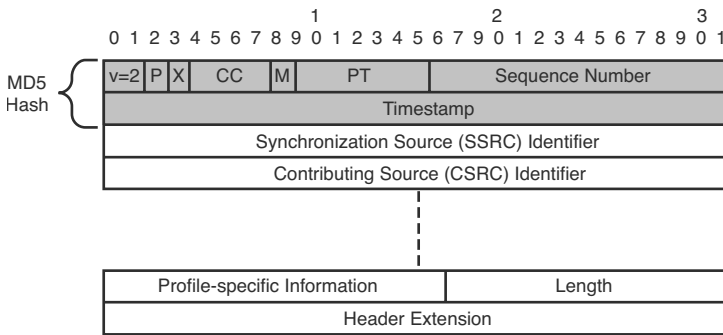 1 2 3
0 1 2 3 4 5 6 7 8 9 0 1 2 3 4 5 6 7 8 9 0 1 2 3 4 5 6 7 8 9 0 1
MD5
Hash
v=2 P X CC M PT Sequence Number
Timestamp
Synchronization Source (SSRC) Identifier
Contributing Source (CSRC) Identifier
Profile-specific Information Length
Header Extension